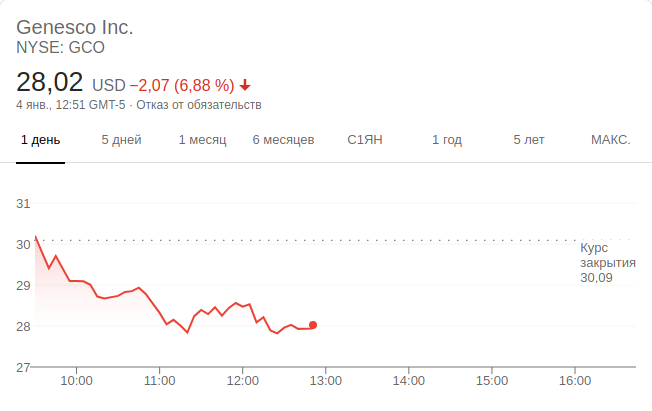 Genesco Inc.
NYSE: GCO
28,02 USD −2,07 (6,88 %)
4 янв., 12:51 GMT-5 · Отказ от обязательств
1 день 5 дней 1 месяц 6 месяцев С1ЯН 1 год 5 лет МАКС.
31
30
Курс
закрытия
30,09
29
28
27
10:00 11:00 12:00 13:00 14:00 15:00 16:00